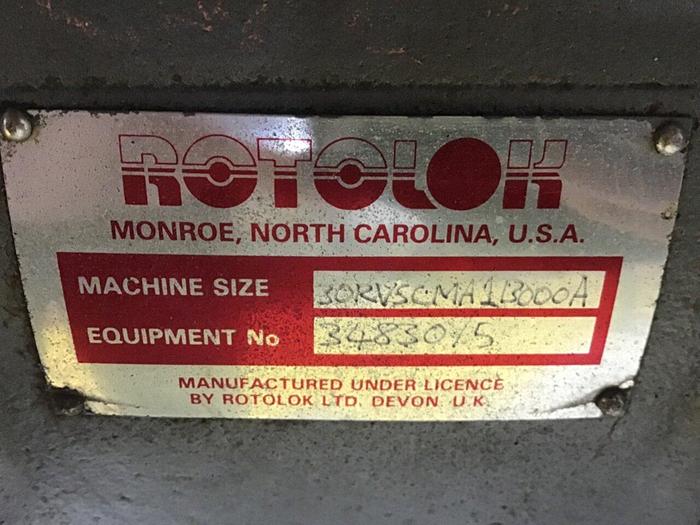 ROTOLOK
MONROE, NORTH CAROLINA, U.S.A.
MACHINE SIZE 30RVSCMA1B000A
EQUIPMENT No 34830Y5
MANUFACTURED UNDER LICENCE
BY ROTOLOK LTD. DEVON U.K.